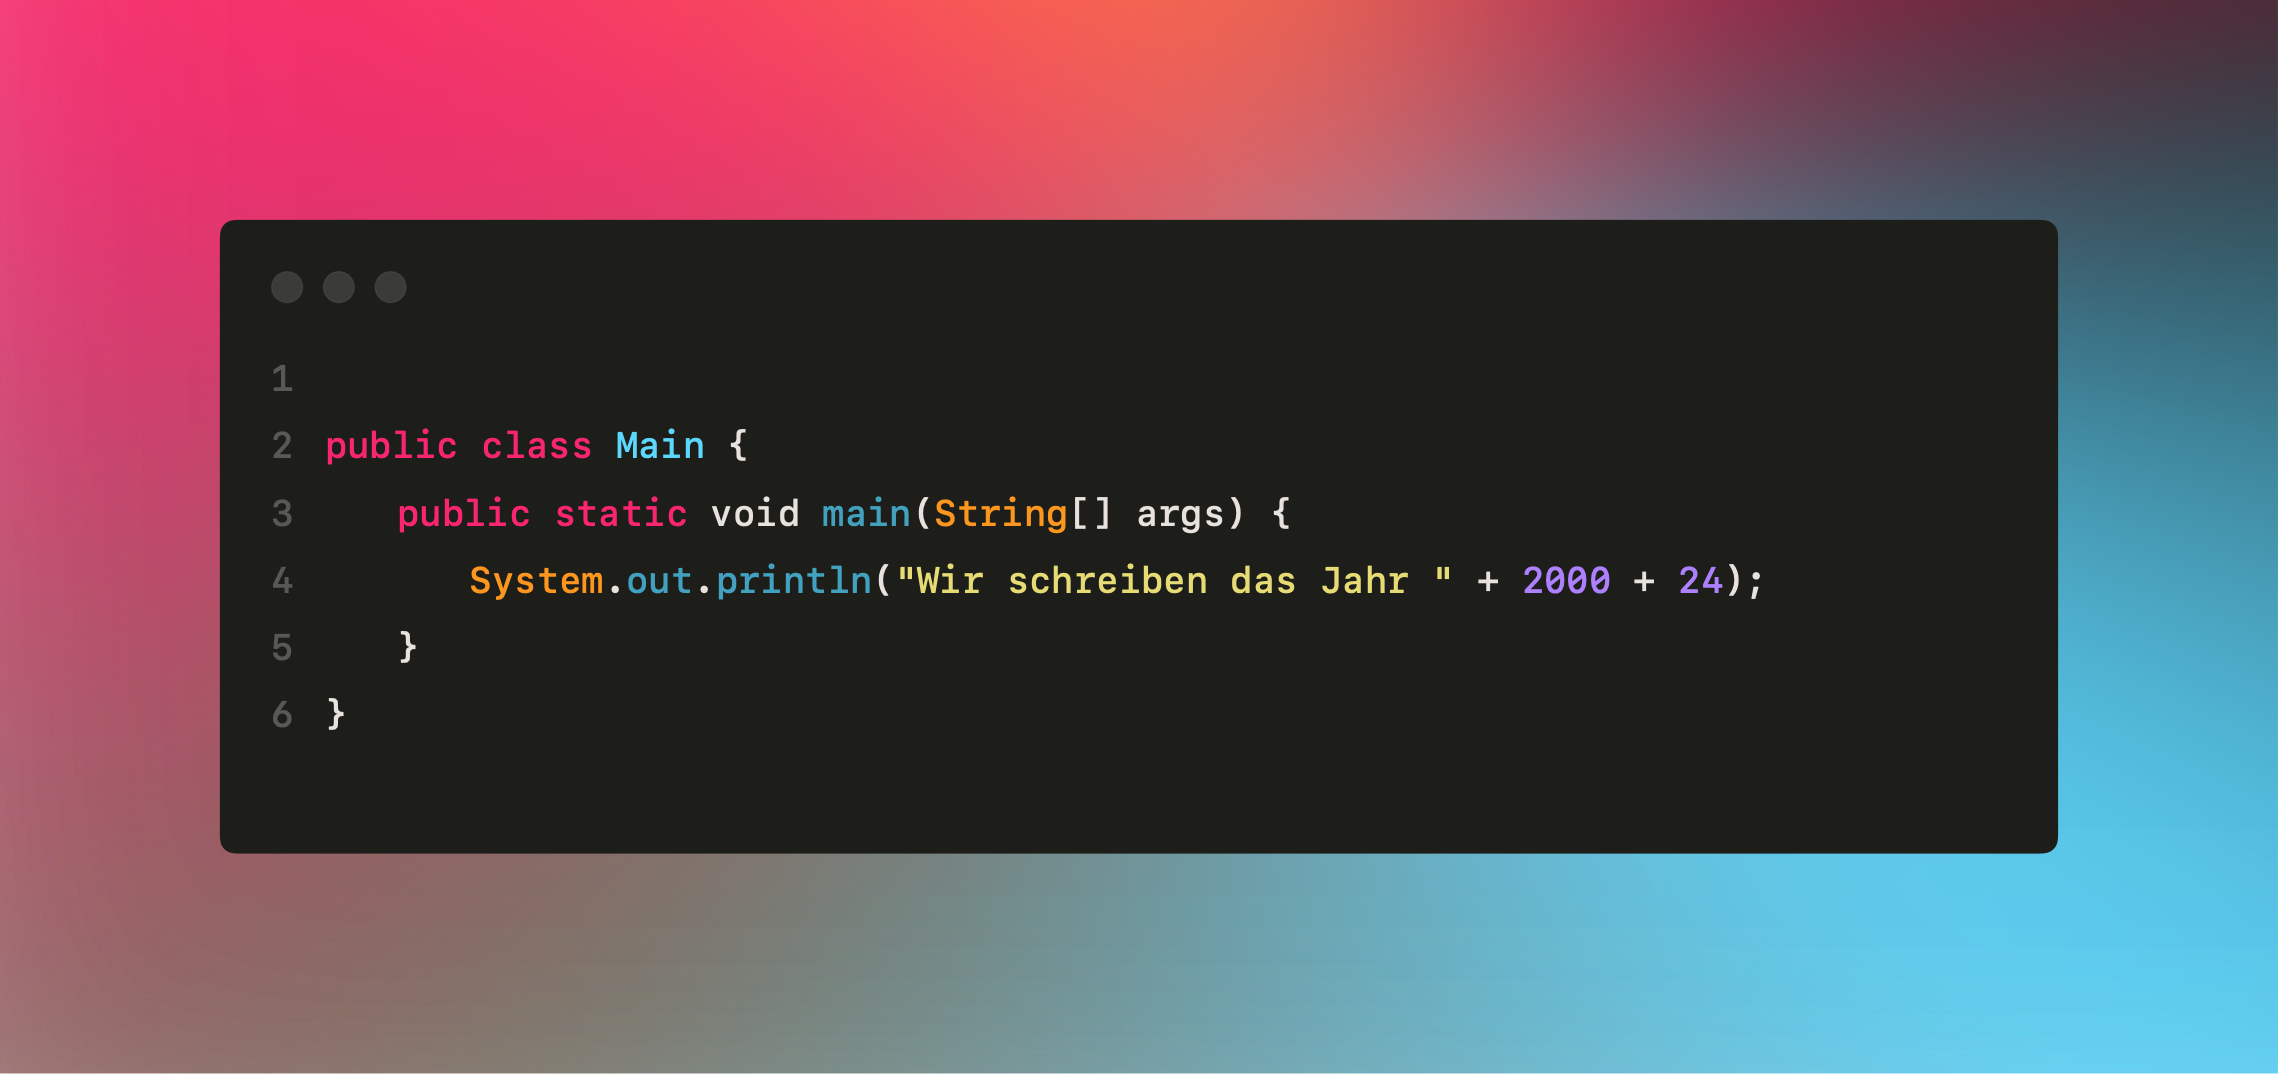 1
2 public class Main {
3     public static void main(String[] args) {
4         System.out.println("Wir schreiben das Jahr " + 2000 + 24);
5     }
6 }